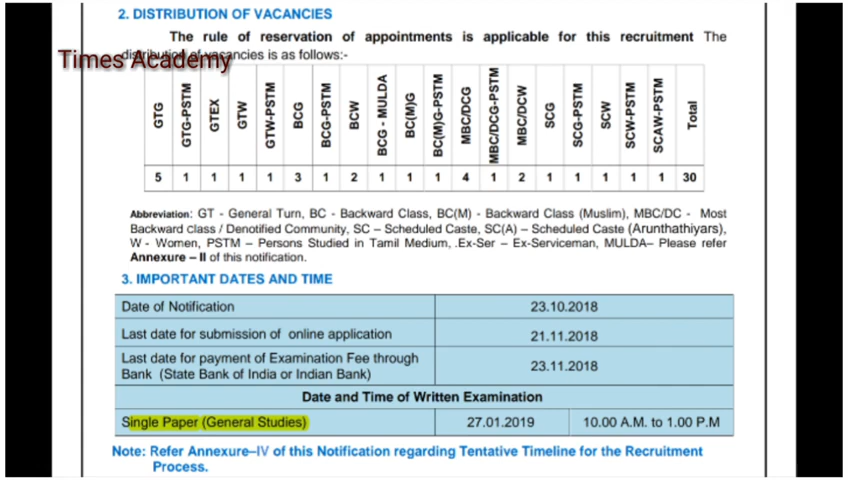 2. DISTRIBUTION OF VACANCIES
The rule of reservation of appointments is applicable for this recruitment The
distribution of vacancies is as follows:-
Times Academy
GTG GTG-PSTM GTEX GTW GTW-PSTM BCG BCG-PSTM BCW BCG - MULDA BC(M)G BC(M)G-PSTM MBC/DCG MBC/DCG-PSTM MBC/DCW SCG SCG-PSTM SCW SCW-PSTM SCAW-PSTM Total
5 1 1 1 1 3 1 2 1 1 1 4 1 2 1 1 1 1 1 30
Abbreviation: GT - General Turn, BC - Backward Class, BC(M) - Backward Class (Muslim), MBC/DC - Most
Backward class / Denotified Community, SC – Scheduled Caste, SC(A) – Scheduled Caste (Arunthathiyars),
W - Women, PSTM – Persons Studied in Tamil Medium, .Ex-Ser – Ex-Serviceman, MULDA– Please refer
Annexure – II of this notification.
3. IMPORTANT DATES AND TIME
Date of Notification 23.10.2018
Last date for submission of online application 21.11.2018
Last date for payment of Examination Fee through
Bank (State Bank of India or Indian Bank) 23.11.2018
Date and Time of Written Examination
Single Paper (General Studies) 27.01.2019 10.00 A.M. to 1.00 P.M
Note: Refer Annexure–IV of this Notification regarding Tentative Timeline for the Recruitment
Process.